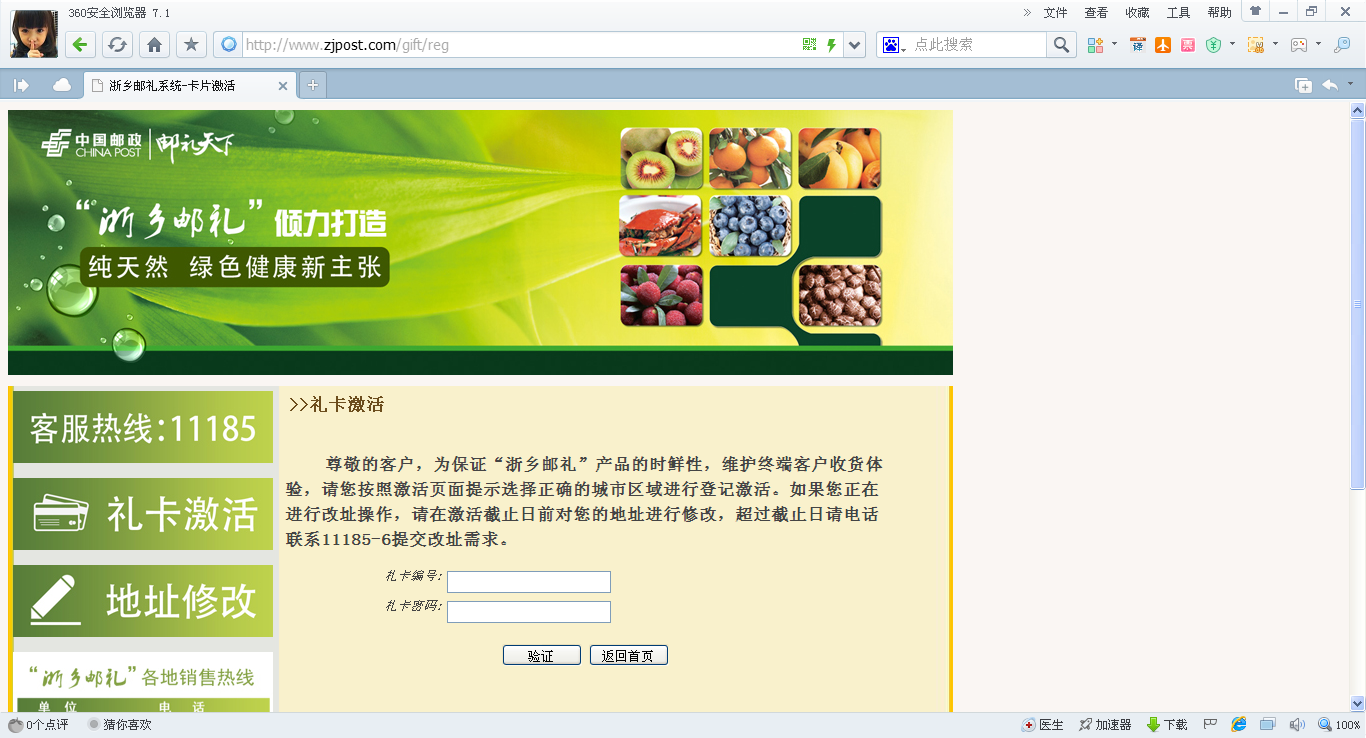 360安全浏览器 7.1
» 文件 查看 收藏 工具 帮助
http://www.zjpost.com/gift/reg
点此搜索
译
浙乡邮礼系统-卡片激活
中国邮政
CHINA POST
邮礼天下
“浙乡邮礼”倾力打造
纯天然 绿色健康新主张
客服热线:11185
礼卡激活
地址修改
“浙乡邮礼”各地销售热线
单 位 电 话
>>礼卡激活
尊敬的客户，为保证“浙乡邮礼”产品的时鲜性，维护终端客户收货体
验，请您按照激活页面提示选择正确的城市区域进行登记激活。如果您正在
进行改址操作，请在激活截止日前对您的地址进行修改，超过截止日请电话
联系11185-6提交改址需求。
礼卡编号:
礼卡密码:
验证 返回首页
0个点评 猜你喜欢
医生 加速器 下载 100%